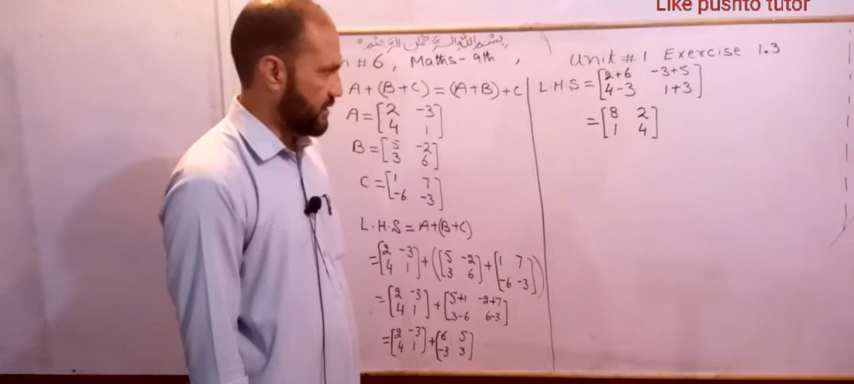 Like pushto tutor
بسم الله الرحمن الرحیم
# 6, Maths-9th, Unit # 1 Exercise 1.3
A+(B+C)=(A+B)+C
A=[2 -3
4 1]
B=[5 -2
3 6]
C=[1 7
-6 -3]
L.H.S=A+(B+C)
=[2 -3
4 1]+([5 -2
3 6]+[1 7
-6 -3])
=[2 -3
4 1]+[5+1 -2+7
3-6 6-3]
=[2 -3
4 1]+[6 5
-3 3]
L H S =[2+6 -3+5
4-3 1+3]
=[8 2
1 4]